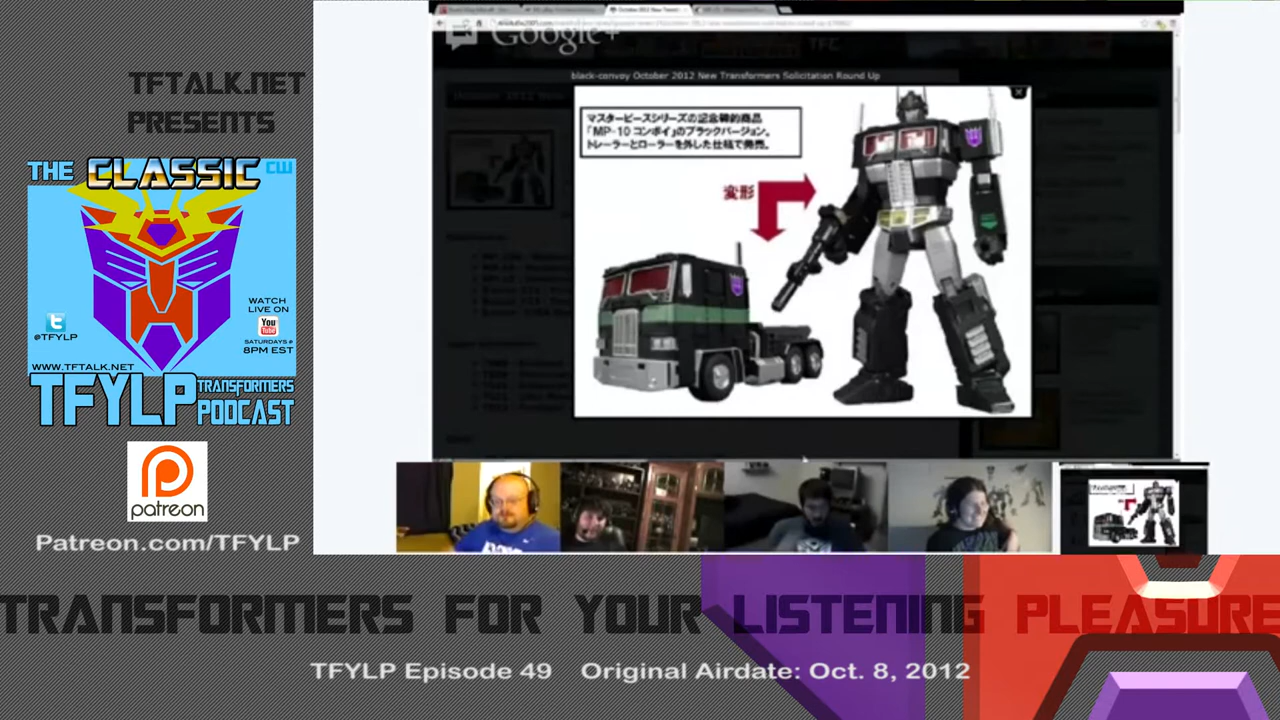 TFTALK.NET
PRESENTS
THE CLASSIC CW
WATCH
LIVE ON
You
Tube
SATURDAYS @
8PM EST
@TFYLP
WWW.TFTALK.NET
TFYLP TRANSFORMERS
PODCAST
patreon
Patreon.com/TFYLP
Google+
TFC
black-convoy October 2012 New Transformers Solicitation Round Up
マスターピースシリーズの記念碑的商品
「MP-10 コンボイ」のブラックバージョン。
トレーラーとローラーを外した仕様で発売。
変形
TRANSFORMERS FOR YOUR LISTENING PLEASURE
TFYLP Episode 49 Original Airdate: Oct. 8, 2012